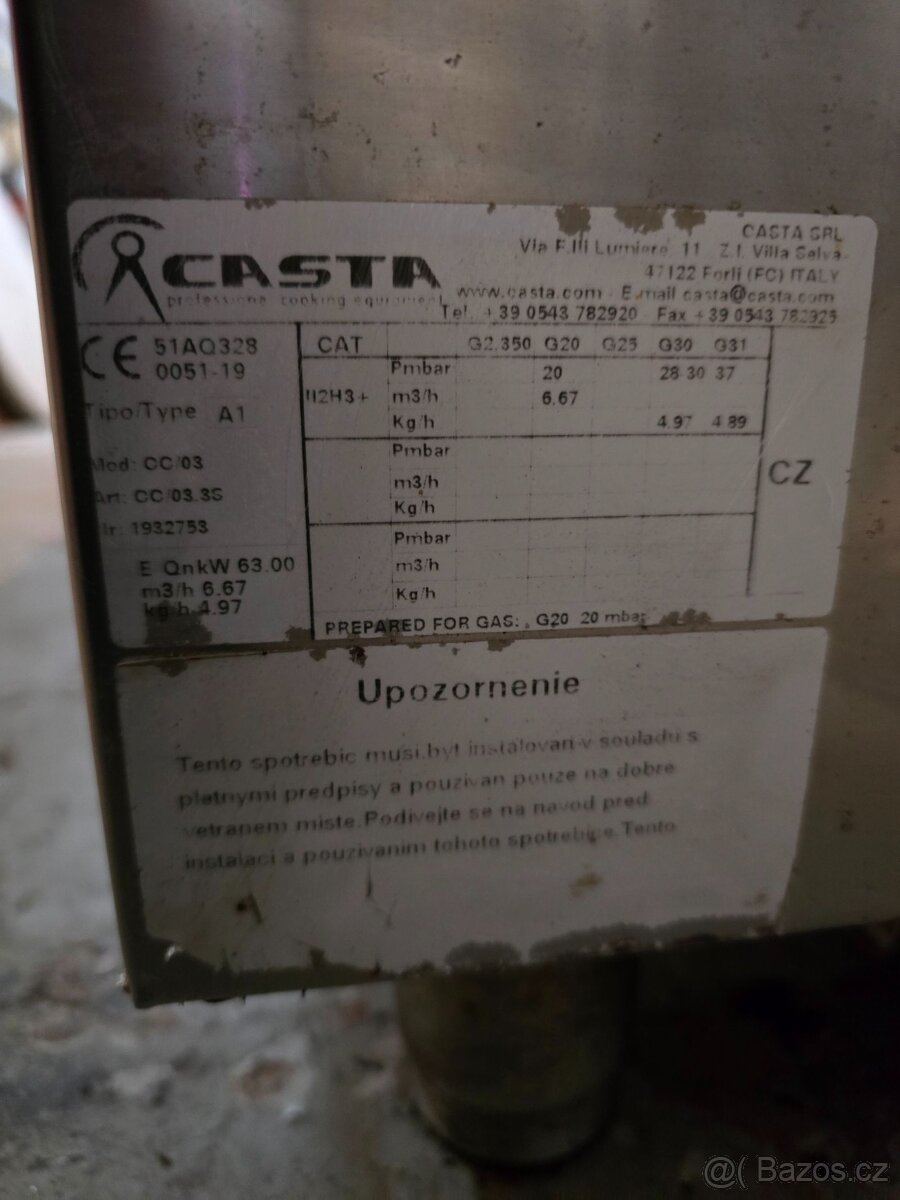 CASTA
professional cooking equipment
CASTA SRL
Via F.lli Lumiere 11 Z.I. Villa Selva
47122 Forli (FC) ITALY
www.casta.com - E.mail casta@casta.com
Tel. +39 0543 782920 - Fax +39 0543 782925
CE 51AQ328
0051-19
Tipo/Type A1
Mod: CC/03
Art: CC/03.3S
Nr: 1932753
E QnkW 63.00
m3/h 6.67
kg/h 4.97
CAT G2.350 G20 G25 G30 G31
Pmbar 20 28-30 37
II2H3+ m3/h 6.67
Kg/h 4.97 4.89
Pmbar
m3/h
Kg/h
Pmbar
m3/h
Kg/h
CZ
PREPARED FOR GAS: G20 20 mbar
Upozornenie
Tento spotrebic musi.byt instalovan v souladu s
platnymi predpisy a pouzivan pouze na dobre
vetranem miste.Podivejte se na navod pred
instalaci a pouzivanim tohoto spotrebice.Tento
@( Bazos.cz